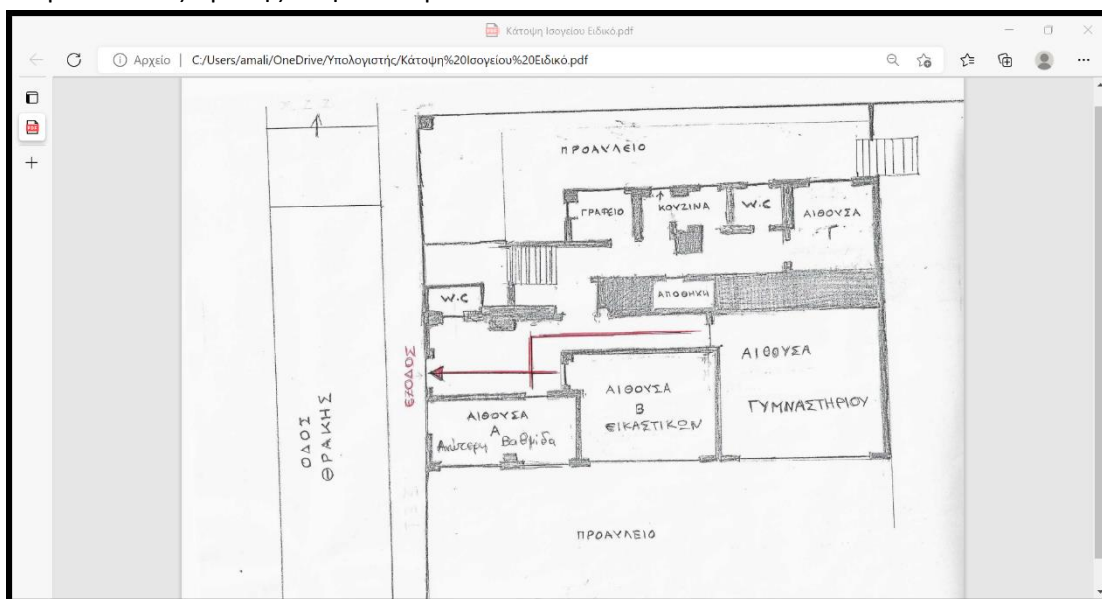 Κάτοψη Ισογείου Ειδικό.pdf
Αρχείο | C:/Users/amali/OneDrive/Υπολογιστής/Κάτοψη%20Ισογείου%20Ειδικό.pdf
ΠΡΟΑΥΛΕΙΟ
ΓΡΑΦΕΙΟ
ΚΟΥΖΙΝΑ
W.C
ΑΙΘΟΥΣΑ
Γ
W.C
ΑΠΟΘΗΚΗ
ΕΞΟΔΟΣ
ΑΙΘΟΥΣΑ
ΓΥΜΝΑΣΤΗΡΙΟΥ
ΑΙΘΟΥΣΑ
Β
ΕΙΚΑΣΤΙΚΩΝ
ΑΙΘΟΥΣΑ
Α
Ανώτερη Βαθμίδα
ΟΔΟΣ
ΘΡΑΚΗΣ
ΠΡΟΑΥΛΕΙΟ